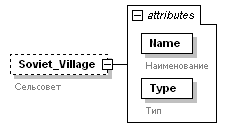 attributes
Name
Наименование
Soviet_Village
Сельсовет
Type
Тип